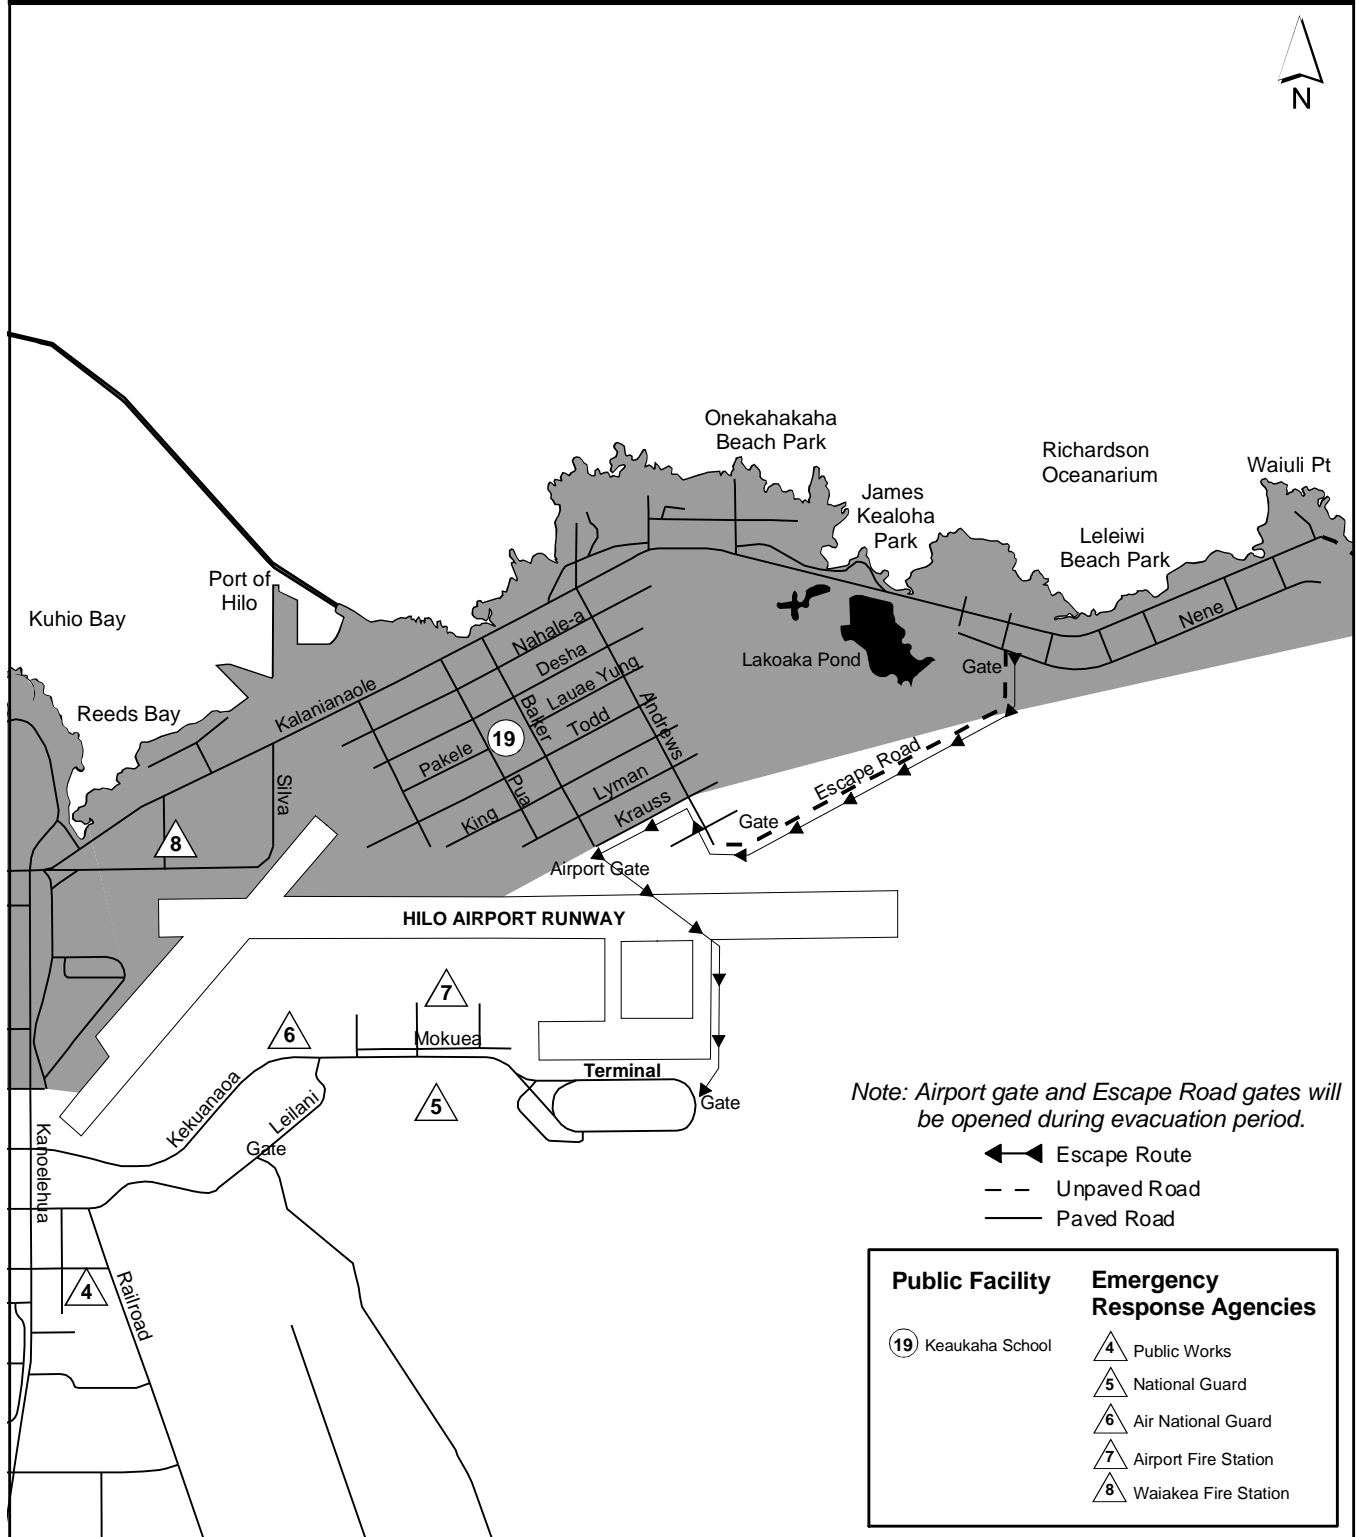 N
Onekahakaha
Beach Park
Richardson
Oceanarium
Waiuli Pt
James
Kealoha
Park
Leleiwi
Beach Park
Port of
Hilo
Kuhio Bay
Nene
Nahale-a
Desha
Lakoaka Pond
Gate
Lauae Yung
Kalanianaole
Reeds Bay
Baker
Andrews
Todd
19
Pakele
Escape Road
Silva
Pua
Lyman
Krauss
King
Gate
8
Airport Gate
HILO AIRPORT RUNWAY
7
6
Mokuea
Terminal
Kekuanaoa
Leilani
5
Gate
Gate
Kanoelehua
Note: Airport gate and Escape Road gates will
be opened during evacuation period.
Escape Route
Unpaved Road
Paved Road
4
Railroad
Public Facility
19 Keaukaha School
Emergency
Response Agencies
4 Public Works
5 National Guard
6 Air National Guard
7 Airport Fire Station
8 Waiakea Fire Station